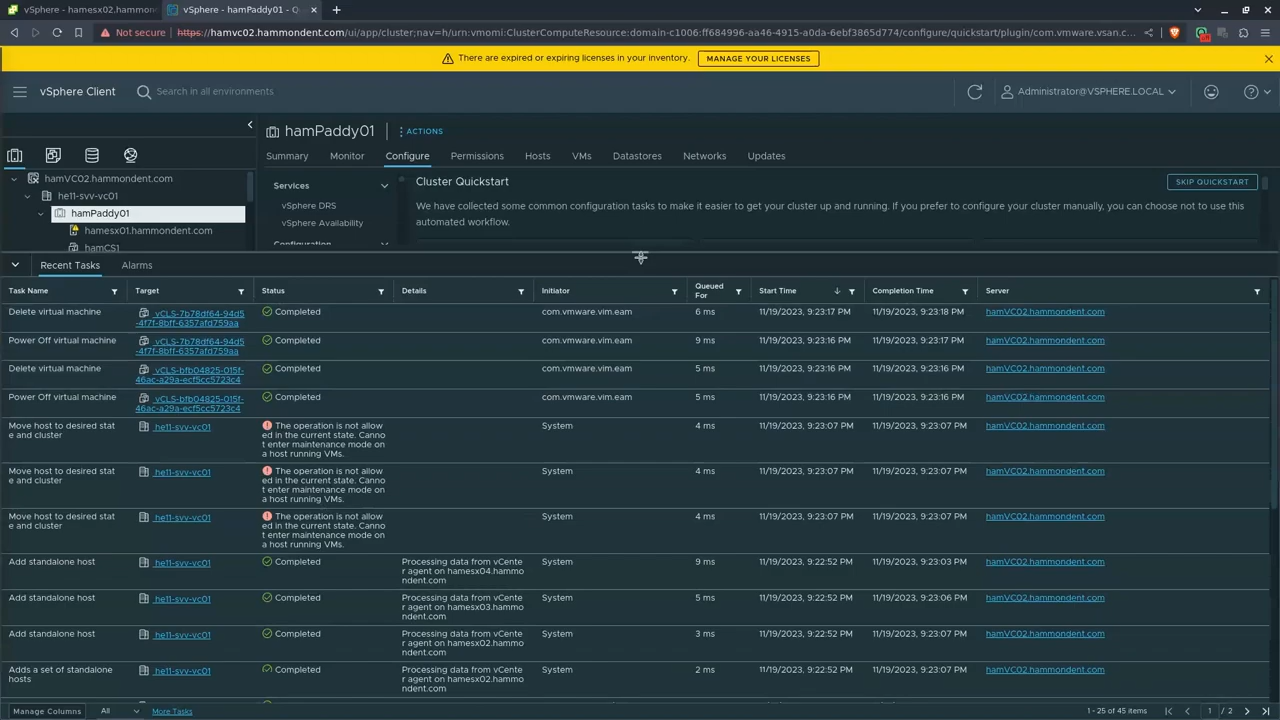 vSphere - hamesx02.hammond
vSphere - hamPaddy01 - Q
Not secure
https://hamvc02.hammondent.com/ui/app/cluster;nav=h/urn:vmomi:ClusterComputeResource:domain-c1006:ff684996-aa46-4915-a0da-6ebf3865d774/configure/quickstart/plugin/com.vmware.vsan.c...
There are expired or expiring licenses in your inventory.
MANAGE YOUR LICENSES
vSphere Client
Search in all environments
Administrator@VSPHERE.LOCAL
hamPaddy01
ACTIONS
Summary Monitor Configure Permissions Hosts VMs Datastores Networks Updates
hamVC02.hammondent.com
he11-svv-vc01
hamPaddy01
hamesx01.hammondent.com
hamCS1
Services
vSphere DRS
vSphere Availability
Configuration
Cluster Quickstart
SKIP QUICKSTART
We have collected some common configuration tasks to make it easier to get your cluster up and running. If you prefer to configure your cluster manually, you can choose not to use this
automated workflow.
Recent Tasks Alarms
Task Name Target Status Details Initiator Queued
For Start Time Completion Time Server
Delete virtual machine vCLS-7b78df64-94d5
-4f7f-8bff-6357afd759aa Completed com.vmware.vim.eam 6 ms 11/19/2023, 9:23:17 PM 11/19/2023, 9:23:18 PM hamVC02.hammondent.com
Power Off virtual machine vCLS-7b78df64-94d5
-4f7f-8bff-6357afd759aa Completed com.vmware.vim.eam 9 ms 11/19/2023, 9:23:16 PM 11/19/2023, 9:23:17 PM hamVC02.hammondent.com
Delete virtual machine vCLS-bfb04825-015f-
46ac-a29a-ecf5cc5723c4 Completed com.vmware.vim.eam 5 ms 11/19/2023, 9:23:16 PM 11/19/2023, 9:23:16 PM hamVC02.hammondent.com
Power Off virtual machine vCLS-bfb04825-015f-
46ac-a29a-ecf5cc5723c4 Completed com.vmware.vim.eam 5 ms 11/19/2023, 9:23:16 PM 11/19/2023, 9:23:16 PM hamVC02.hammondent.com
Move host to desired stat
e and cluster
he11-svv-vc01
The operation is not allow
ed in the current state. Canno
t enter maintenance mode on
a host running VMs.
System 4 ms 11/19/2023, 9:23:07 PM 11/19/2023, 9:23:07 PM hamVC02.hammondent.com
Move host to desired stat
e and cluster
he11-svv-vc01
The operation is not allow
ed in the current state. Canno
t enter maintenance mode on
a host running VMs.
System 4 ms 11/19/2023, 9:23:07 PM 11/19/2023, 9:23:07 PM hamVC02.hammondent.com
Move host to desired stat
e and cluster
he11-svv-vc01
The operation is not allow
ed in the current state. Canno
t enter maintenance mode on
a host running VMs.
System 4 ms 11/19/2023, 9:23:07 PM 11/19/2023, 9:23:07 PM hamVC02.hammondent.com
Add standalone host he11-svv-vc01 Completed
Processing data from vCente
r agent on hamesx04.hammo
ndent.com
System 9 ms 11/19/2023, 9:22:52 PM 11/19/2023, 9:23:03 PM hamVC02.hammondent.com
Add standalone host he11-svv-vc01 Completed
Processing data from vCente
r agent on hamesx03.hammo
ndent.com
System 5 ms 11/19/2023, 9:22:52 PM 11/19/2023, 9:23:06 PM hamVC02.hammondent.com
Add standalone host he11-svv-vc01 Completed
Processing data from vCente
r agent on hamesx02.hammo
ndent.com
System 3 ms 11/19/2023, 9:22:52 PM 11/19/2023, 9:23:07 PM hamVC02.hammondent.com
Adds a set of standalone
hosts
he11-svv-vc01 Completed
Processing data from vCente
r agent on hamesx02.hammo
ndent.com
System 2 ms 11/19/2023, 9:22:52 PM 11/19/2023, 9:23:07 PM hamVC02.hammondent.com
Manage Columns All More Tasks 1 - 25 of 45 items 1 / 2